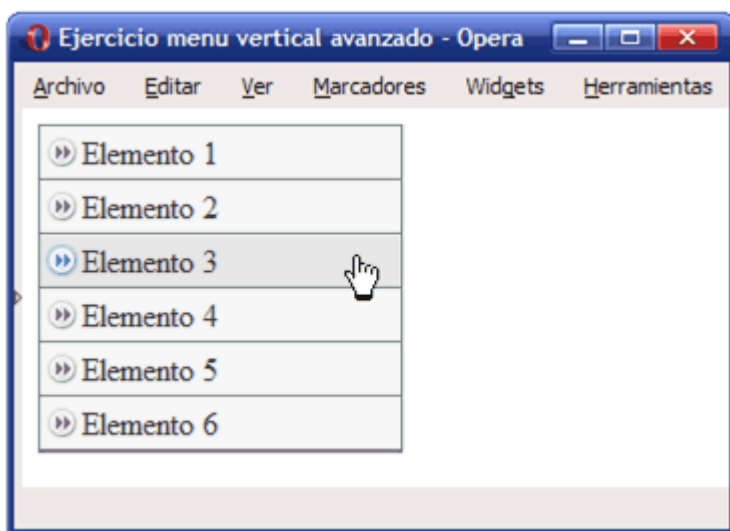 Ejercicio menu vertical avanzado - Opera
Archivo Editar Ver Marcadores Widgets Herramientas
Elemento 1
Elemento 2
Elemento 3
Elemento 4
Elemento 5
Elemento 6